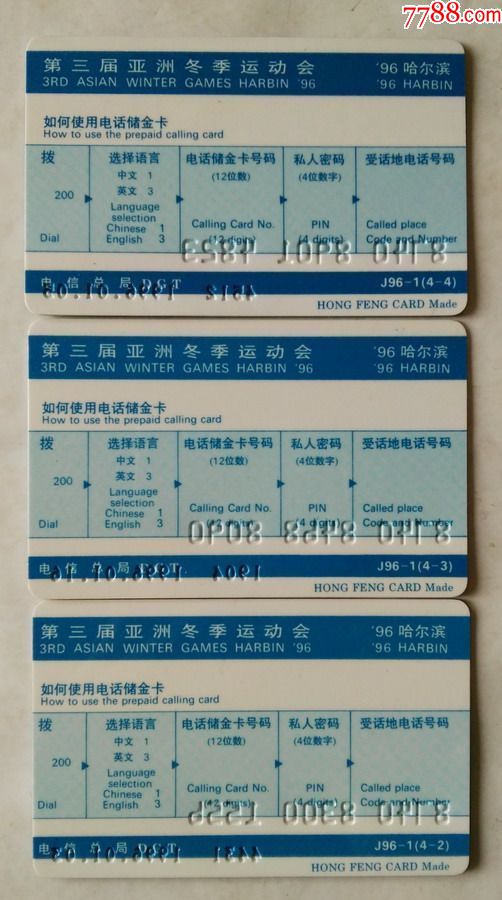 7788.com
第三届亚洲冬季运动会 '96 哈尔滨
3RD ASIAN WINTER GAMES HARBIN '96 '96 HARBIN
如何使用电话储金卡
How to use the prepaid calling card
拨 选择语言 电话储金卡号码 私人密码 受话地电话号码
中文 1 (12位数) (4位数字)
200 英文 3
Language
selection Calling Card No. PIN Called place
Chinese 1
Dial English 3 (12 digits) (4 digits) Code and Number
电信总局 DGT J96-1(4-4)
HONG FENG CARD Made
第三届亚洲冬季运动会 '96 哈尔滨
3RD ASIAN WINTER GAMES HARBIN '96 '96 HARBIN
如何使用电话储金卡
How to use the prepaid calling card
拨 选择语言 电话储金卡号码 私人密码 受话地电话号码
中文 1 (12位数) (4位数字)
200 英文 3
Language
selection Calling Card No. PIN Called place
Chinese 1
Dial English 3 (12 digits) (4 digits) Code and Number
电信总局 DGT J96-1(4-3)
HONG FENG CARD Made
第三届亚洲冬季运动会 '96 哈尔滨
3RD ASIAN WINTER GAMES HARBIN '96 '96 HARBIN
如何使用电话储金卡
How to use the prepaid calling card
拨 选择语言 电话储金卡号码 私人密码 受话地电话号码
中文 1 (12位数) (4位数字)
200 英文 3
Language
selection Calling Card No. PIN Called place
Chinese 1
Dial English 3 (12 digits) (4 digits) Code and Number
电信总局 DGT J96-1(4-2)
HONG FENG CARD Made